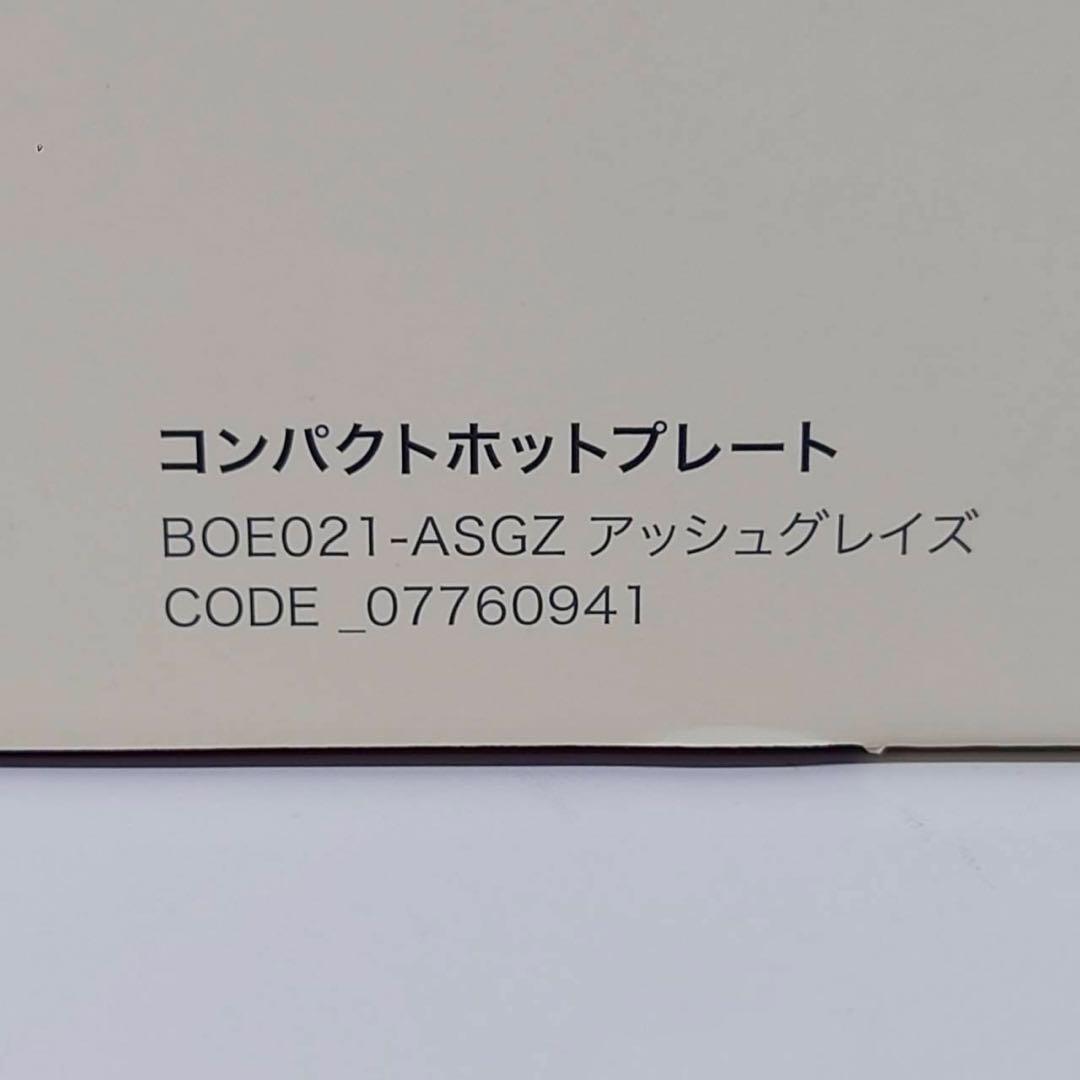 コンパクトホットプレート
BOE021-ASGZ アッシュグレイズ
CODE _07760941